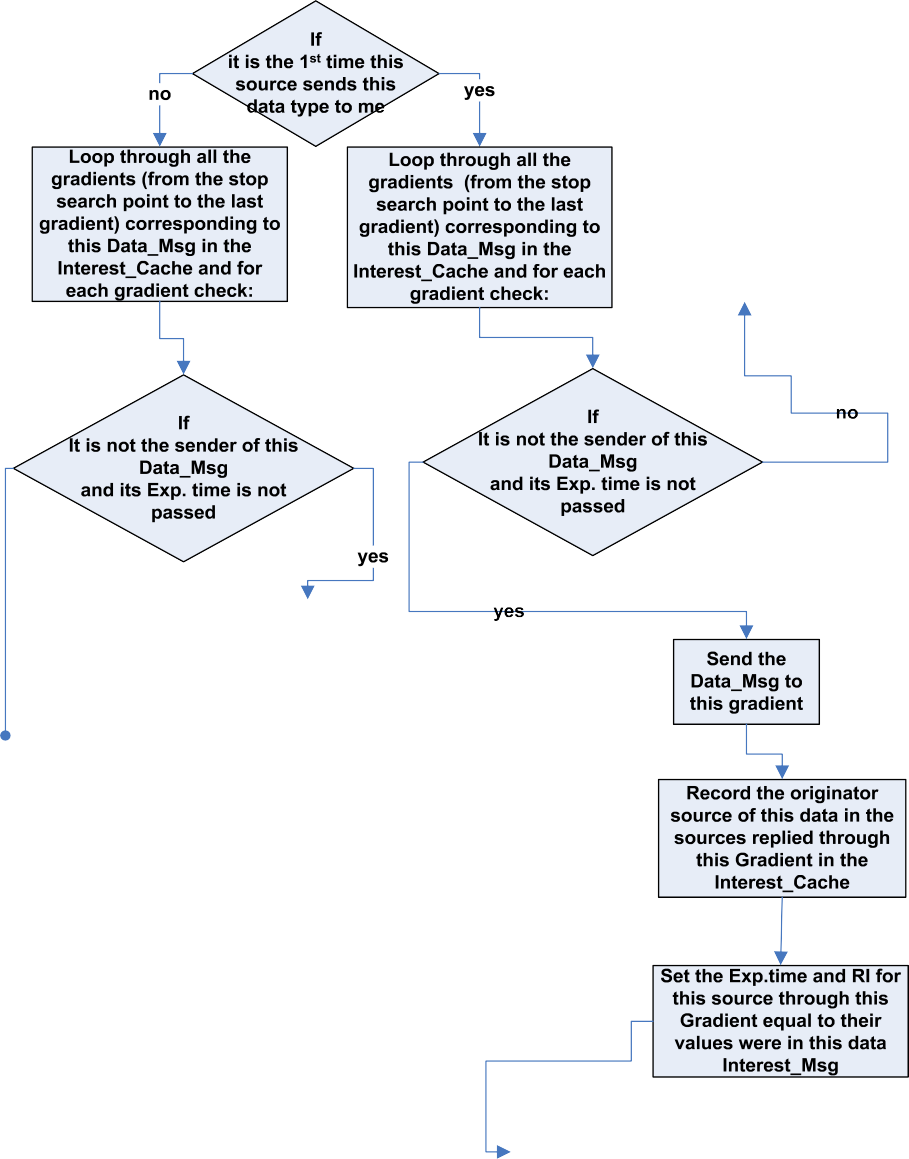 If
it is the 1st time this
source sends this
data type to me
no
yes
Loop through all the
gradients (from the stop
search point to the last
gradient) corresponding to
this Data_Msg in the
Interest_Cache and for
each gradient check:
Loop through all the
gradients (from the stop
search point to the last
gradient) corresponding to
this Data_Msg in the
Interest_Cache and for each
gradient check:
If
It is not the sender of this
Data_Msg
and its Exp. time is not
passed
yes
If
It is not the sender of this
Data_Msg
and its Exp. time is not
passed
no
yes
Send the
Data_Msg to
this gradient
Record the originator
source of this data in the
sources replied through
this Gradient in the
Interest_Cache
Set the Exp.time and RI for
this source through this
Gradient equal to their
values were in this data
Interest_Msg